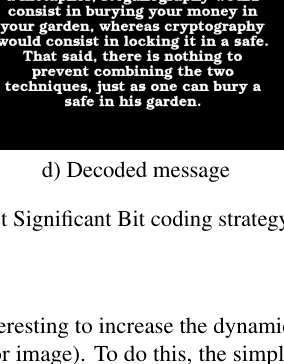 consist in burying your money in
your garden, whereas cryptography
would consist in locking it in a safe.
That said, there is nothing to
prevent combining the two
techniques, just as one can bury a
safe in his garden.
d) Decoded message
Significant Bit coding strategy
eresting to increase the dynami
or image). To do this, the simpl